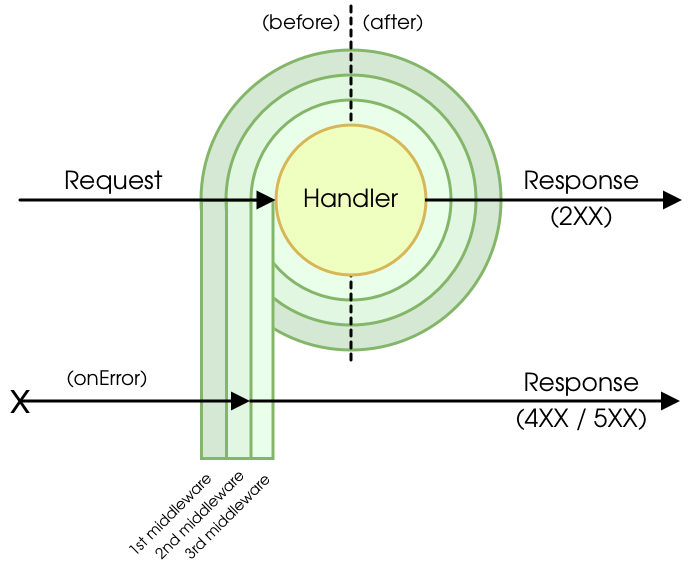 (before)
(after)
Request
Handler
Response
(2XX)
(onError)
X
Response
(4XX / 5XX)
1st middleware
2nd middleware
3rd middleware